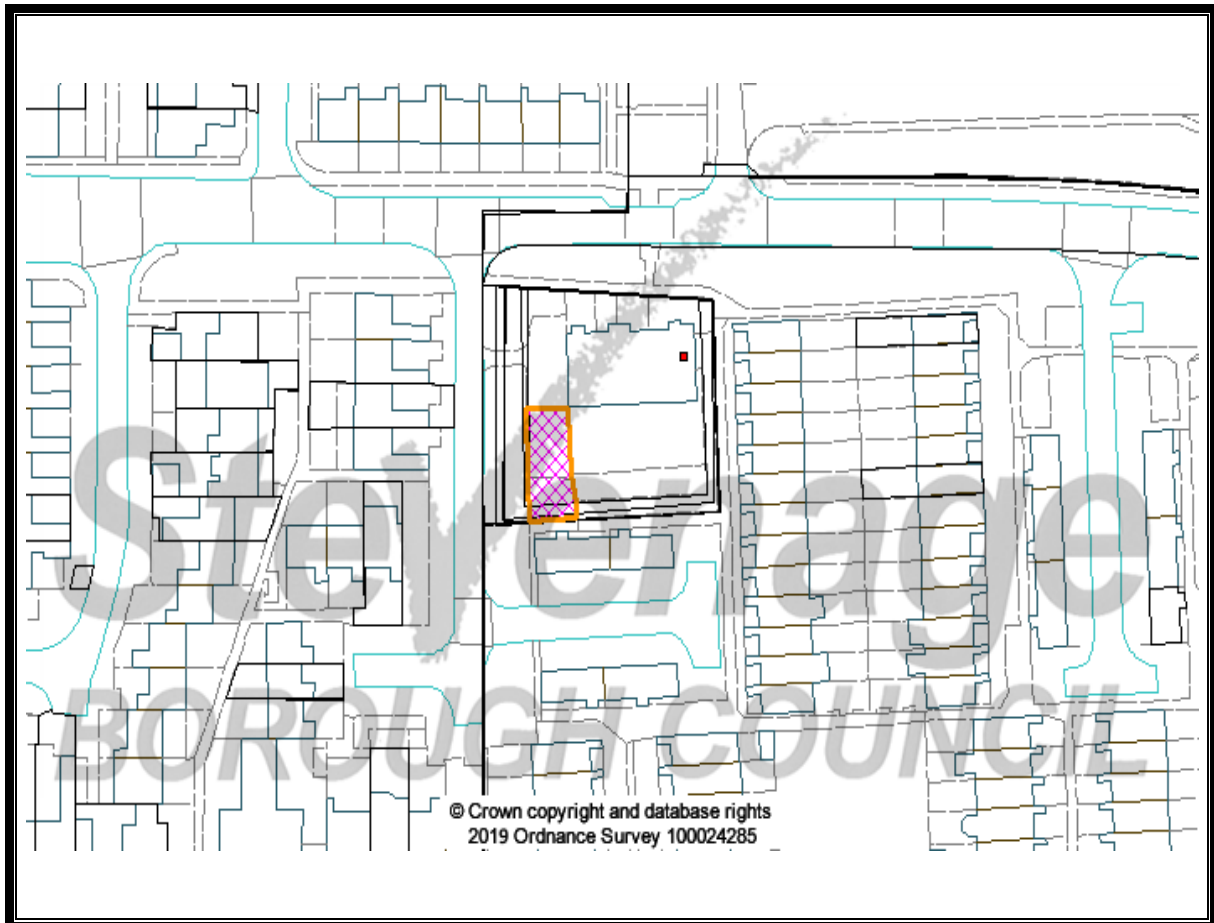 Stevenage
BOROUGH COUNCIL
© Crown copyright and database rights
2019 Ordnance Survey 100024285